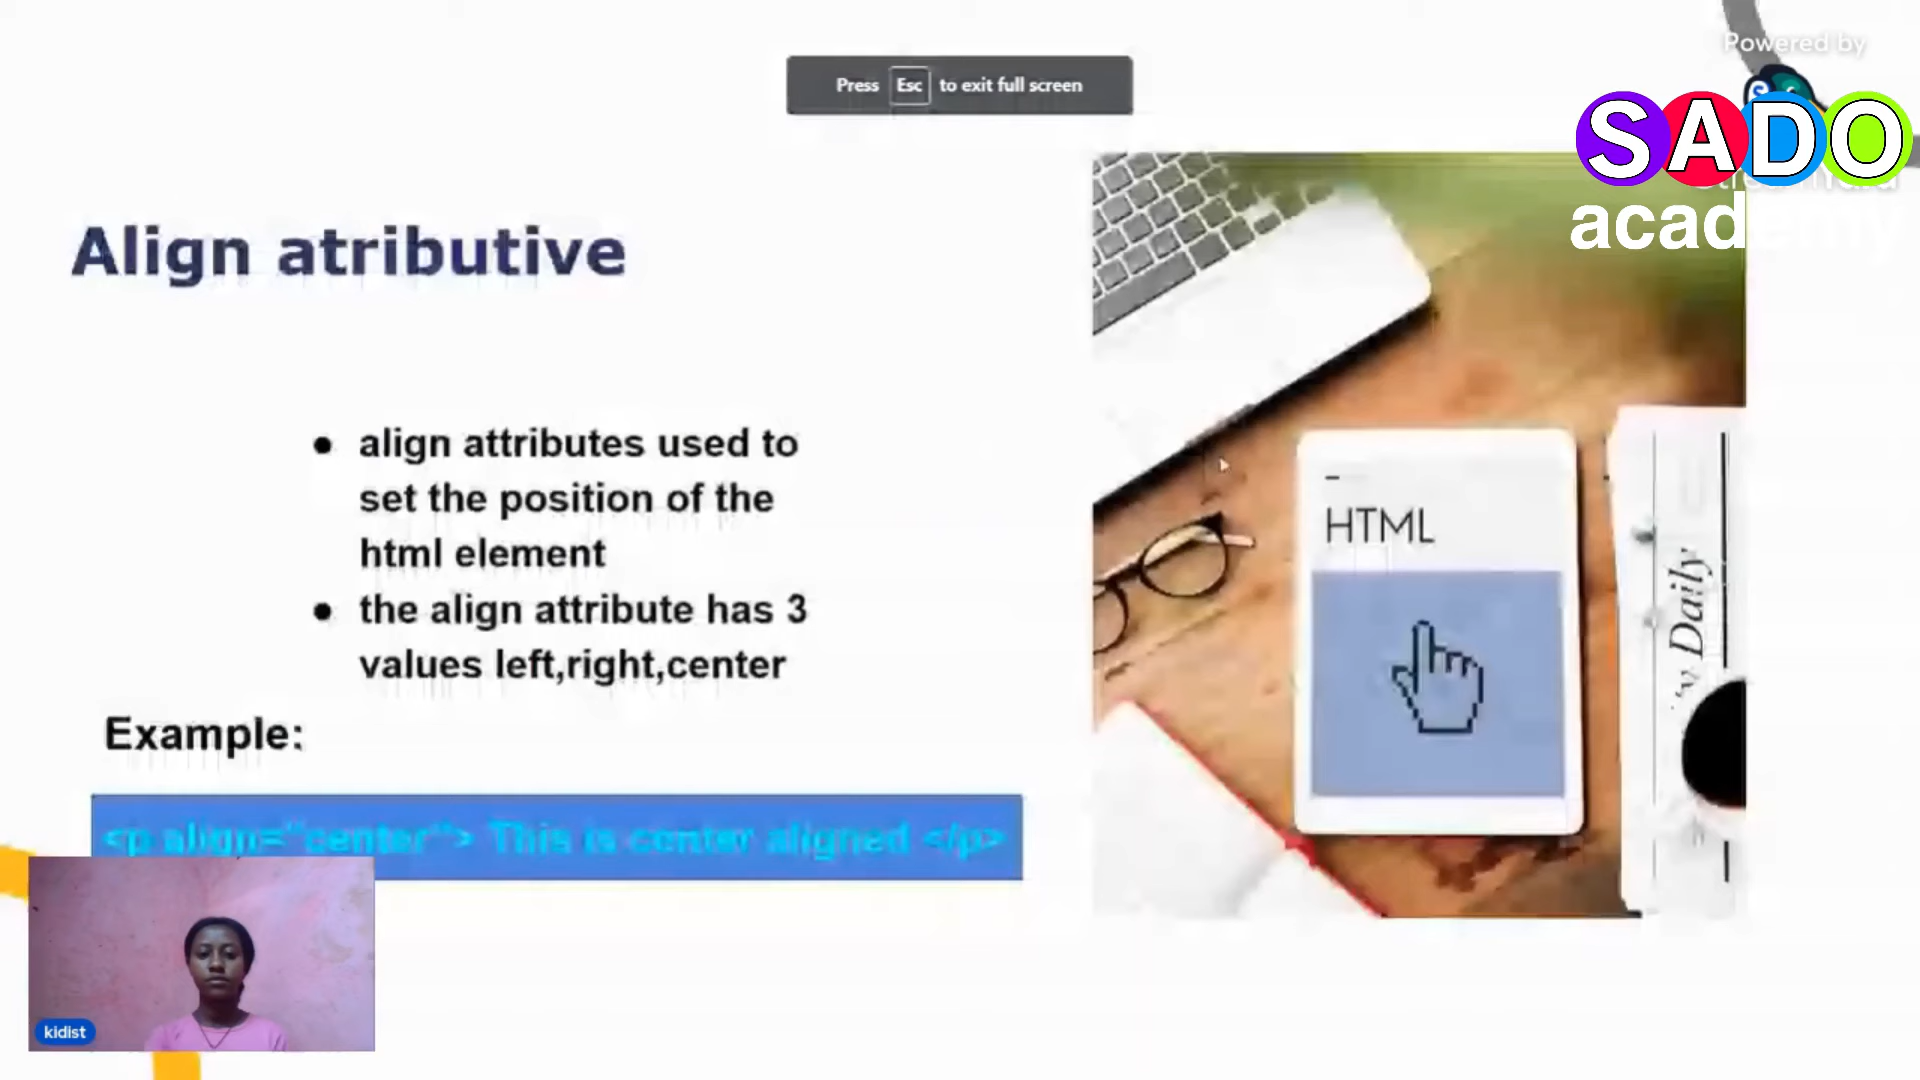 Powered by
Press Esc to exit full screen
SADO
academy
Align atributive
● align attributes used to
set the position of the
html element
● the align attribute has 3
values left,right,center
Example:
<p align="center"> This is center aligned </p>
HTML
Daily
kidist